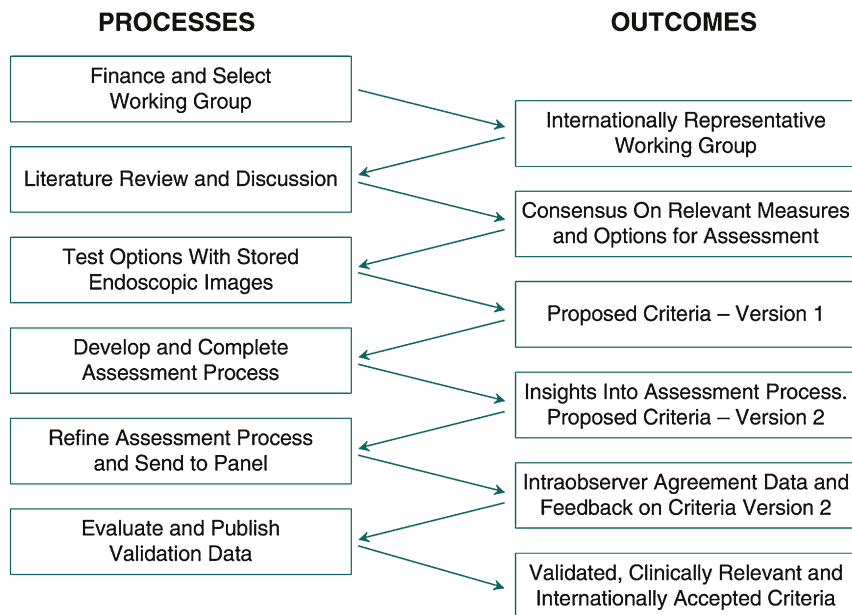 PROCESSES
OUTCOMES
Finance and Select
Working Group
Internationally Representative
Working Group
Literature Review and Discussion
Consensus On Relevant Measures
and Options for Assessment
Test Options With Stored
Endoscopic Images
Proposed Criteria – Version 1
Develop and Complete
Assessment Process
Insights Into Assessment Process.
Proposed Criteria – Version 2
Refine Assessment Process
and Send to Panel
Intraobserver Agreement Data and
Feedback on Criteria Version 2
Evaluate and Publish
Validation Data
Validated, Clinically Relevant and
Internationally Accepted Criteria